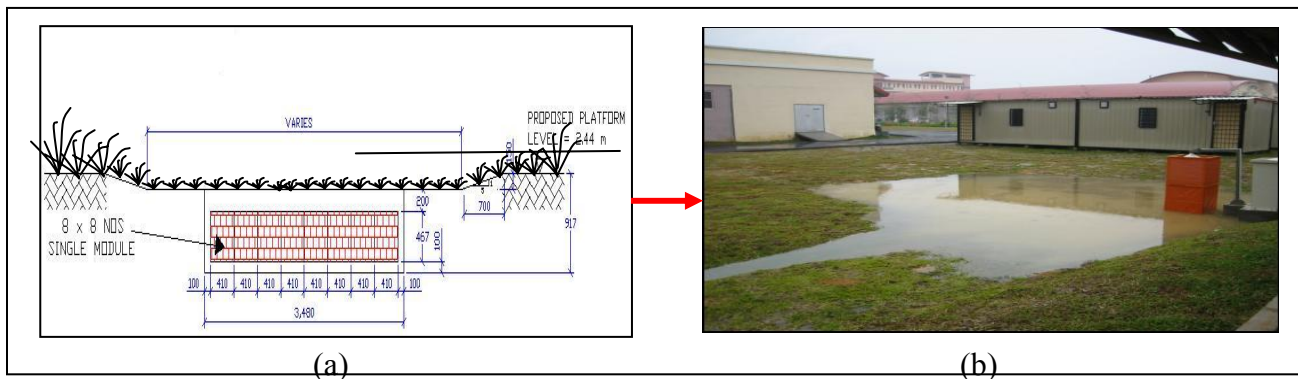 VARIES
PROPOSED PLATFORM
LEVEL = 2.44 m
8 x 8 NOS
SINGLE MODULE
200
700
467
100
917
100 410 410 410 410 410 410 410 410 100
3,480
(a)
(b)